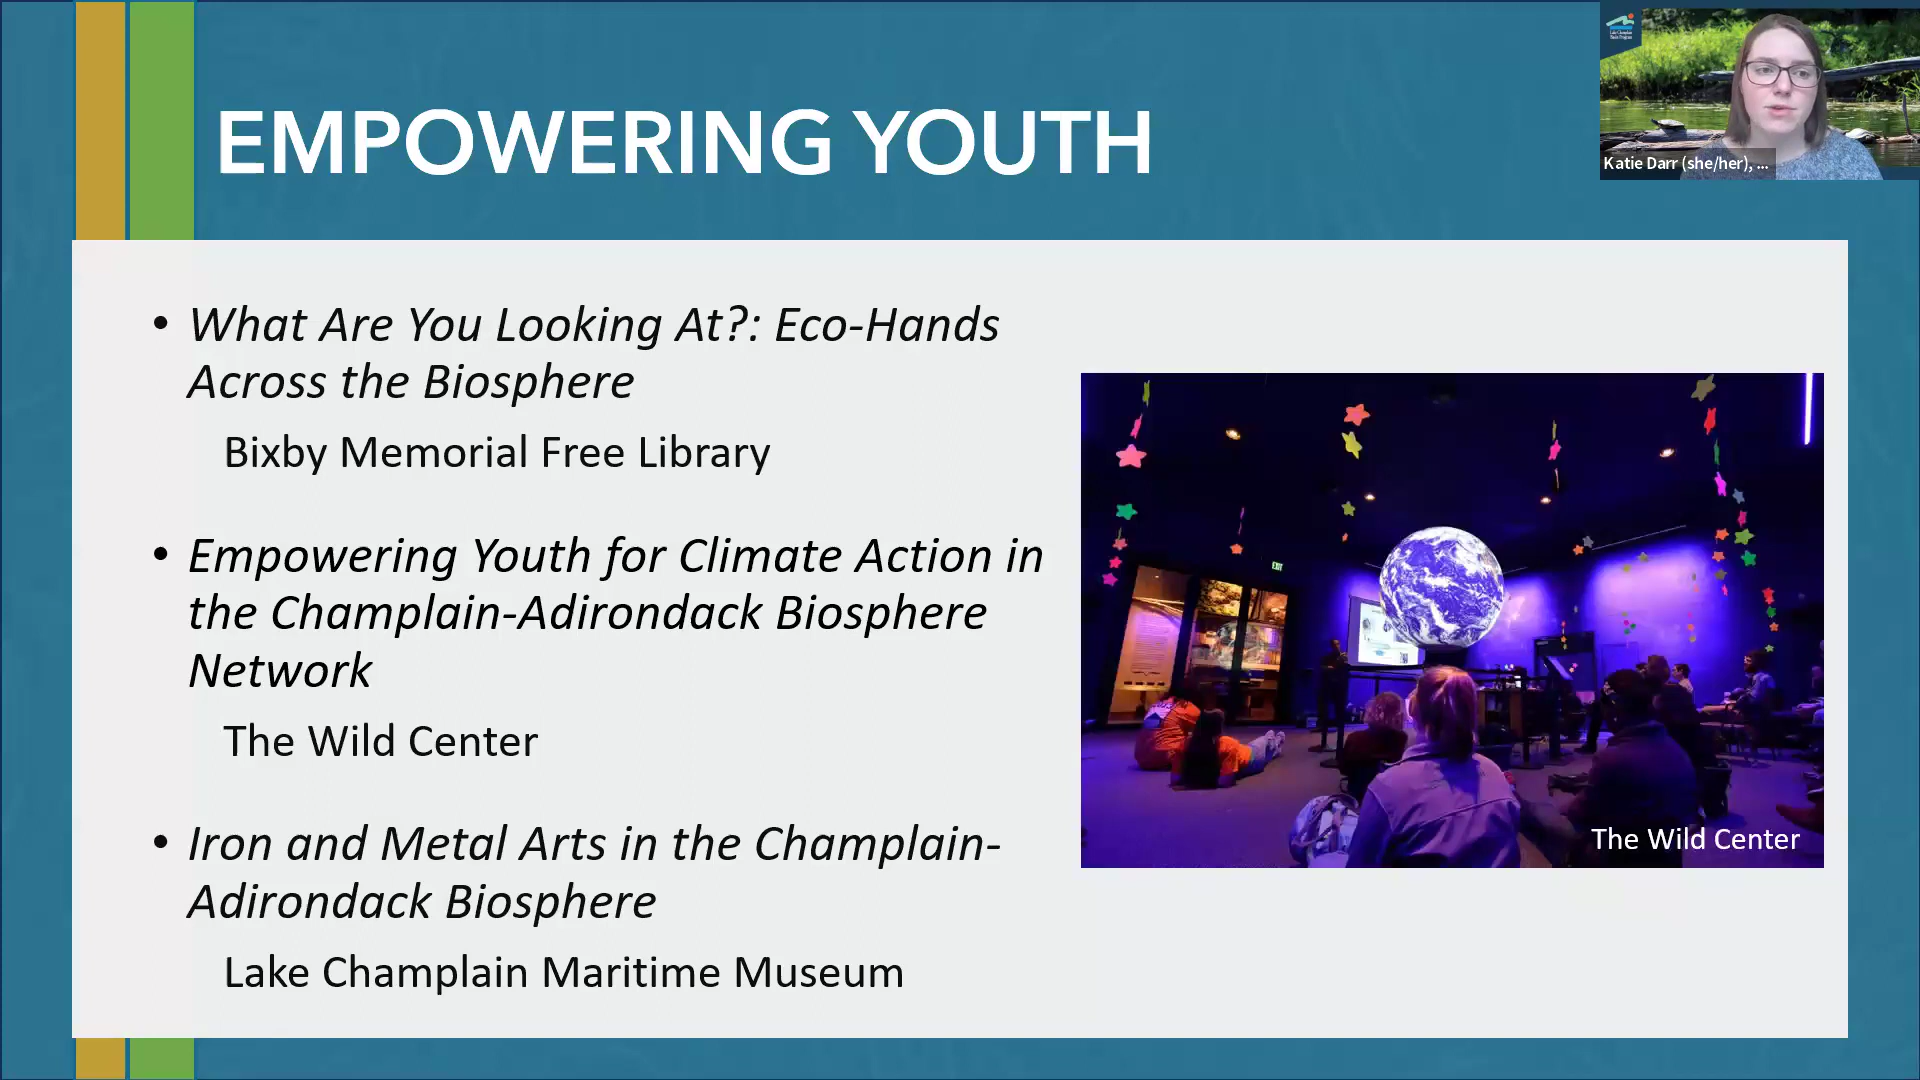 EMPOWERING YOUTH
Katie Darr (she/her), ...
• What Are You Looking At?: Eco-Hands
Across the Biosphere
Bixby Memorial Free Library
• Empowering Youth for Climate Action in
the Champlain-Adirondack Biosphere
Network
The Wild Center
• Iron and Metal Arts in the Champlain-
Adirondack Biosphere
Lake Champlain Maritime Museum
EXIT
The Wild Center